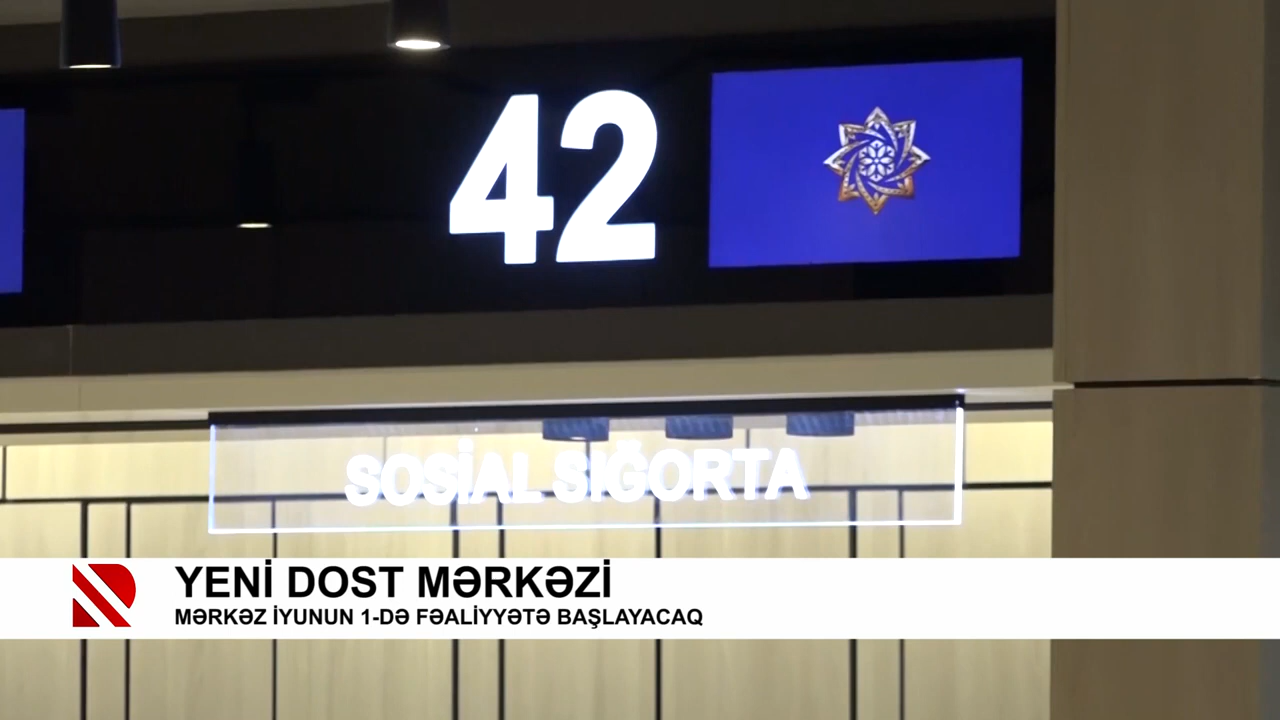 42
SOSİAL SIĞORTA
YENİ DOST MƏRKƏZİ
MƏRKƏZ İYUNUN 1-DƏ FƏALİYYƏTƏ BAŞLAYACAQ